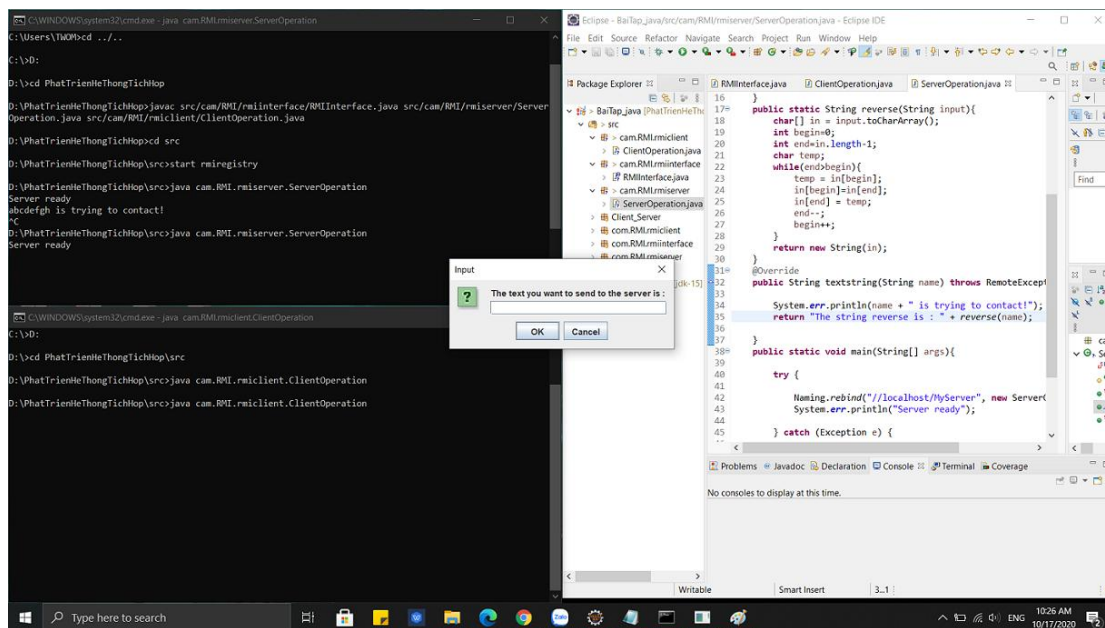 C:\WINDOWS\system32\cmd.exe - java cam.RMI.rmiserver.ServerOperation
C:\Users\TWOM>cd ../..
C:\>D:
D:\>cd PhatTrienHeThongTichHop
D:\PhatTrienHeThongTichHop>javac src/cam/RMI/rmiinterface/RMIInterface.java src/cam/RMI/rmiserver/Server
Operation.java src/cam/RMI/rmiclient/ClientOperation.java
D:\PhatTrienHeThongTichHop>cd src
D:\PhatTrienHeThongTichHop\src>start rmiregistry
D:\PhatTrienHeThongTichHop\src>java cam.RMI.rmiserver.ServerOperation
Server ready
abcdefgh is trying to contact!
^C
D:\PhatTrienHeThongTichHop\src>java cam.RMI.rmiserver.ServerOperation
Server ready
C:\WINDOWS\system32\cmd.exe - java cam.RMI.rmiclient.ClientOperation
C:\>D:
D:\>cd PhatTrienHeThongTichHop\src
D:\PhatTrienHeThongTichHop\src>java cam.RMI.rmiclient.ClientOperation
D:\PhatTrienHeThongTichHop\src>java cam.RMI.rmiclient.ClientOperation
Input
The text you want to send to the server is :
OK Cancel
Eclipse - BaiTap_java/src/cam/RMI/rmiserver/ServerOperation.java - Eclipse IDE
File Edit Source Refactor Navigate Search Project Run Window Help
Package Explorer
BaiTap_java [PhatTrienHeTh
src
cam.RMI.rmiclient
ClientOperation.java
cam.RMI.rmiinterface
RMIInterface.java
cam.RMI.rmiserver
ServerOperation.java
Client_Server
com.RMI.rmiclient
com.RMI.rmiinterface
com.RMI.rmiserver
jdk-15]
RMIInterface.java ClientOperation.java ServerOperation.java
16 }
17 public static String reverse(String input){
18 char[] in = input.toCharArray();
19 int begin=0;
20 int end=in.length-1;
21 char temp;
22 while(end>begin){
23 temp = in[begin];
24 in[begin]=in[end];
25 in[end] = temp;
26 end--;
27 begin++;
28 }
29 return new String(in);
30 }
31 @Override
32 public String textstring(String name) throws RemoteExcept
33
34 System.err.println(name + " is trying to contact!");
35 return "The string reverse is : " + reverse(name);
36
37 }
38 public static void main(String[] args){
39
40 try {
41
42 Naming.rebind("//localhost/MyServer", new Server
43 System.err.println("Server ready");
44
45 } catch (Exception e) {
Find
Problems Javadoc Declaration Console Terminal Coverage
No consoles to display at this time.
Writable Smart Insert
Type here to search
Zalo
ENG
10:26 AM
10/17/2020